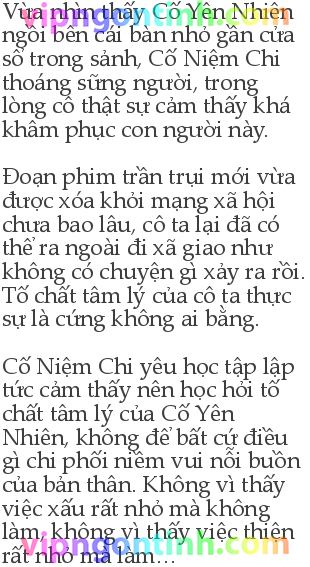 Vừa nhìn thấy Cố Yên Nhiên
vipngontinh.com
ngồi bên cái bàn nhỏ gần cửa
sổ trong sảnh, Cố Niệm Chi
thoáng sững người, trong
lòng cô thật sự cảm thấy khá
khâm phục con người này.
Đoạn phim trần trụi mới vừa
được xóa khỏi mạng xã hội
chưa bao lâu, cô ta lại đã có
thể ra ngoài đi xã giao như
không có chuyện gì xảy ra rồi.
Tố chất tâm lý của cô ta thực
sự là cứng không ai bằng.
Cố Niệm Chi yêu học tập lập
tức cảm thấy nên học hỏi tố
chất tâm lý của Cố Yên
Nhiên, không để bất cứ điều
gì chi phối niềm vui nỗi buồn
của bản thân. Không vì thấy
việc xấu rất nhỏ mà không
làm, không vì thấy việc thiện
vipngontinh.com
rất nhỏ mà làm...